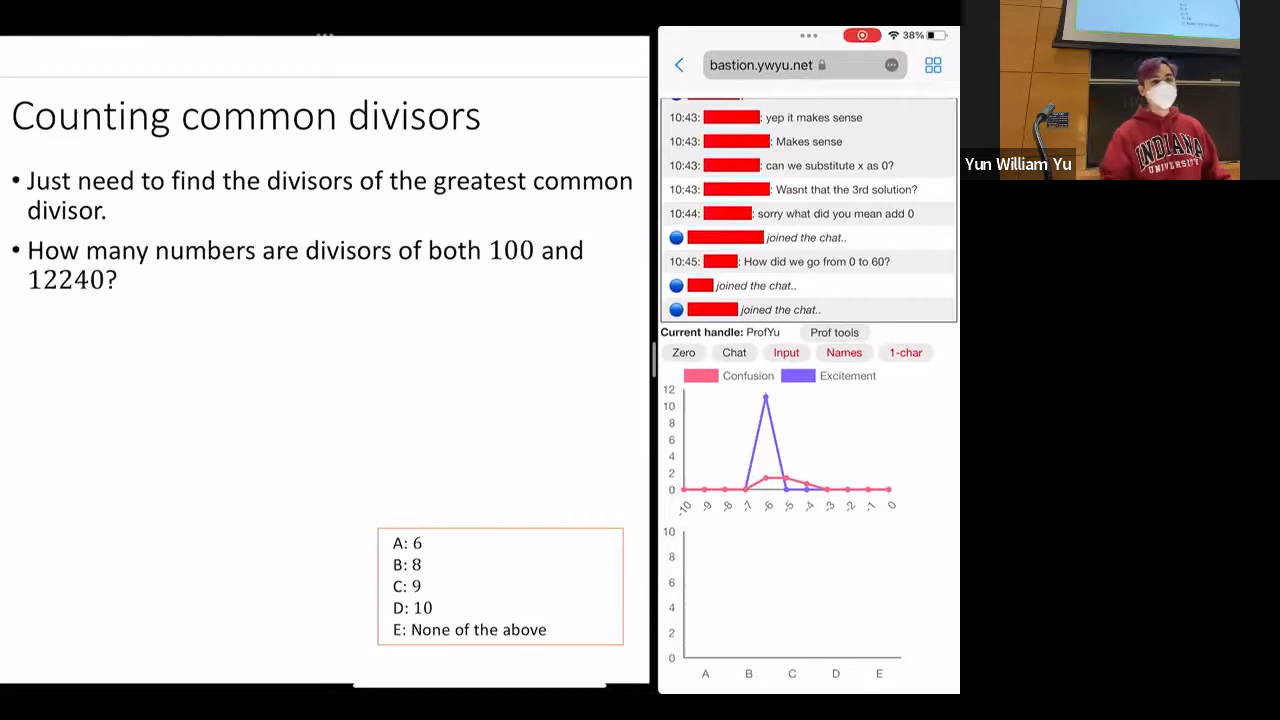 Counting common divisors
• Just need to find the divisors of the greatest common
divisor.
• How many numbers are divisors of both 100 and
12240?
A: 6
B: 8
C: 9
D: 10
E: None of the above
38%
bastion.ywyu.net
10:43: : yep it makes sense
10:43: : Makes sense
10:43: : can we substitute x as 0?
10:43: : Wasnt that the 3rd solution?
10:44: : sorry what did you mean add 0
joined the chat..
10:45: : How did we go from 0 to 60?
joined the chat..
joined the chat..
Current handle: ProfYu Prof tools
Zero Chat Input Names 1-char
Confusion Excitement
12
10
8
6
4
2
0
-10 -9 -8 -7 -6 -5 -4 -3 -2 -1 0
10
8
6
4
2
0
A B C D E
INDIANA
UNIVERSITY
Yun William Yu